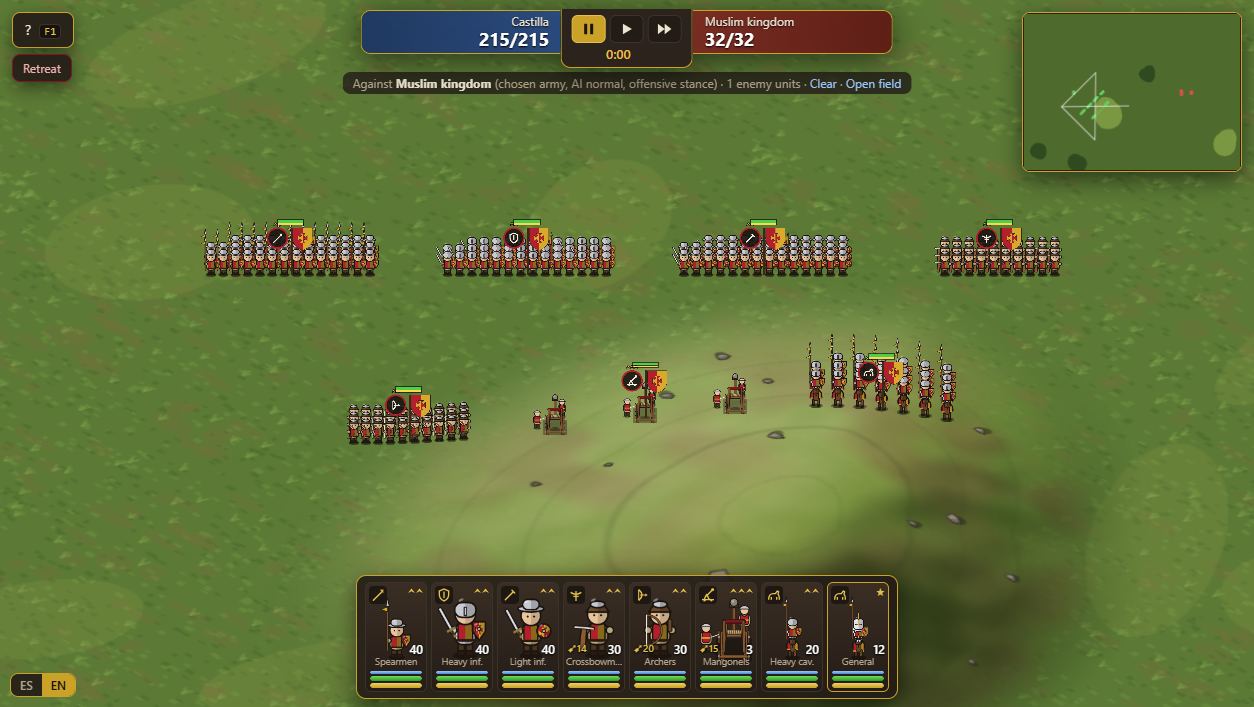 ? F1
Retreat
Castilla
215/215
0:00
Muslim kingdom
32/32
Against Muslim kingdom (chosen army, AI normal, offensive stance) · 1 enemy units · Clear · Open field
40
Spearmen
40
Heavy inf.
40
Light inf.
14 30
Crossbowm...
20 30
Archers
15 3
Mangonels
20
Heavy cav.
12
General
ES EN